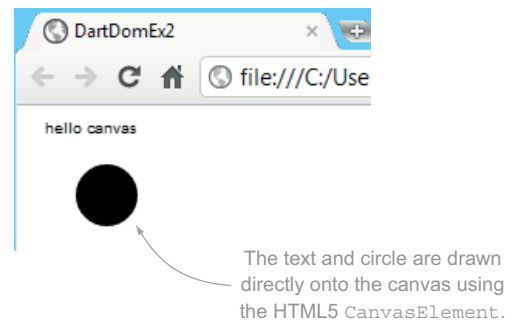 DartDomEx2
file:///C:/Use
hello canvas
The text and circle are drawn
directly onto the canvas using
the HTML5 CanvasElement.